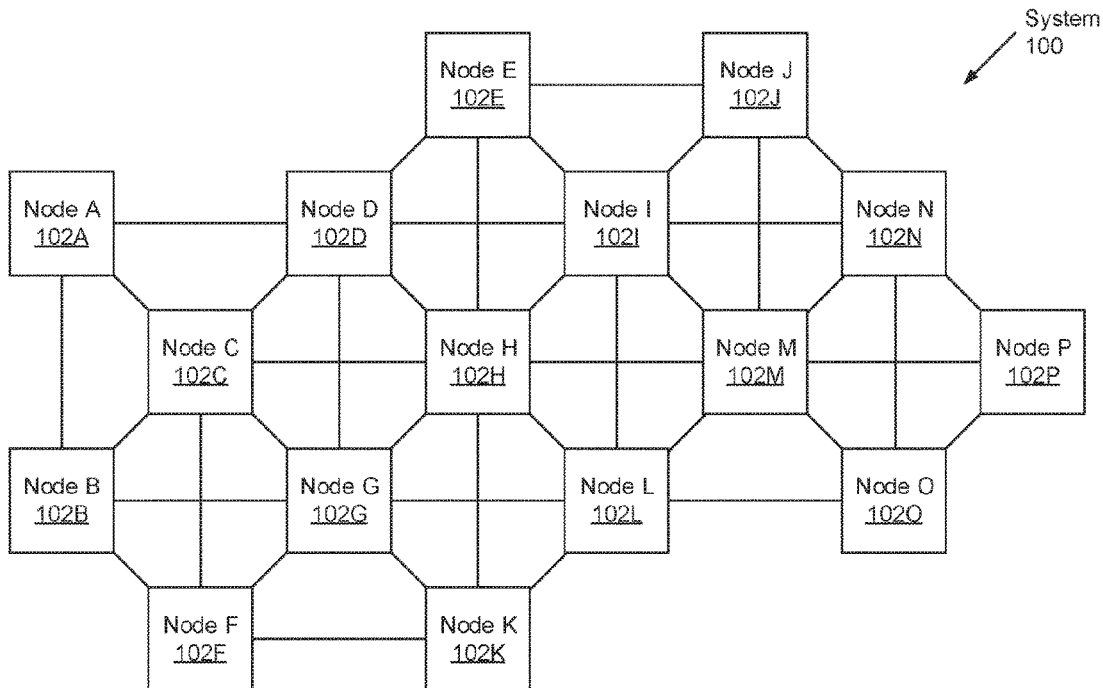 System
100
Node E
102E
Node J
102J
Node A
102A
Node D
102D
Node I
102I
Node N
102N
Node C
102C
Node H
102H
Node M
102M
Node P
102P
Node B
102B
Node G
102G
Node L
102L
Node O
102O
Node F
102F
Node K
102K